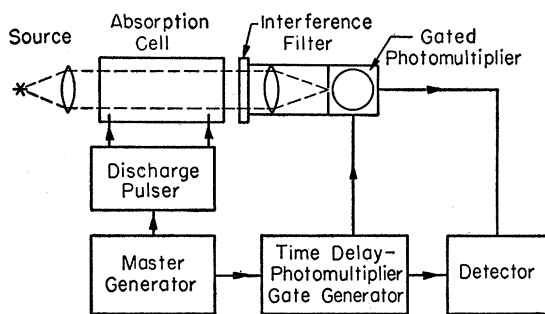 Source
Absorption
Cell
Interference
Filter
Gated
Photomultiplier
Discharge
Pulser
Master
Generator
Time Delay-
Photomultiplier
Gate Generator
Detector